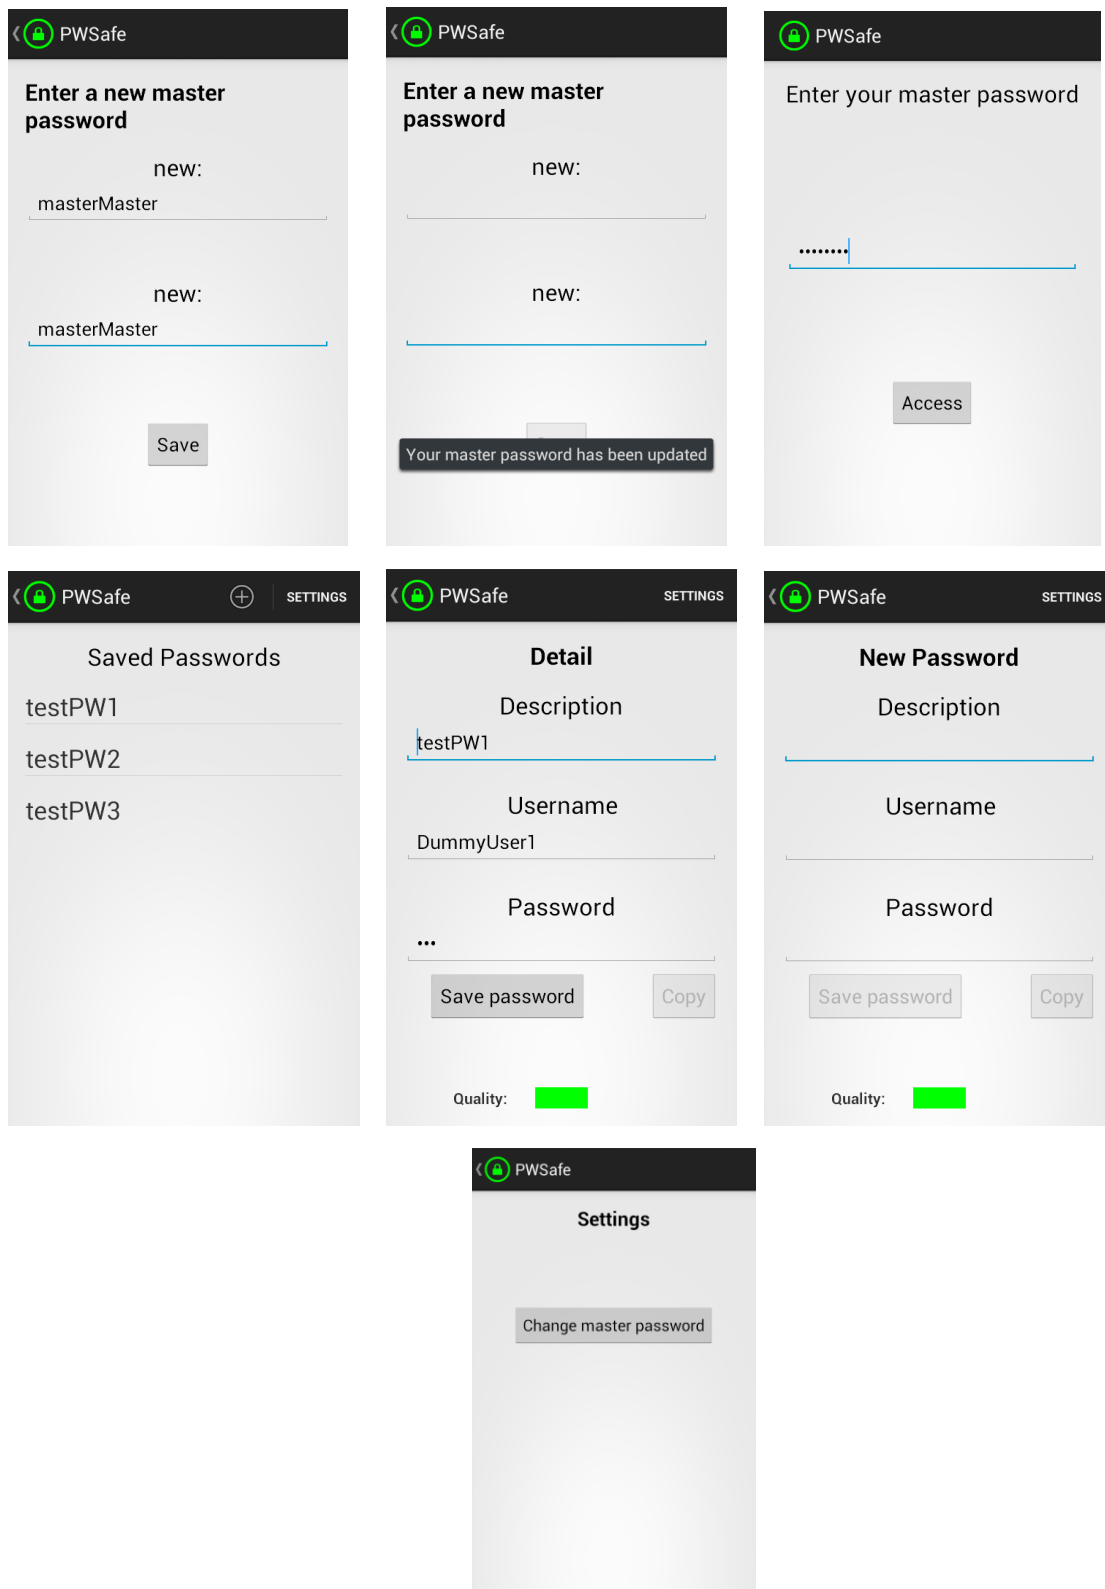 PWSafe
Enter a new master
password
new:
masterMaster
new:
masterMaster
Save
PWSafe
Enter a new master
password
new:
new:
Your master password has been updated
PWSafe
Enter your master password
••••••••
Access
PWSafe
SETTINGS
Saved Passwords
testPW1
testPW2
testPW3
PWSafe
SETTINGS
Detail
Description
testPW1
Username
DummyUser1
Password
•••
Save password
Copy
Quality:
PWSafe
SETTINGS
New Password
Description
Username
Password
Save password
Copy
Quality:
PWSafe
Settings
Change master password